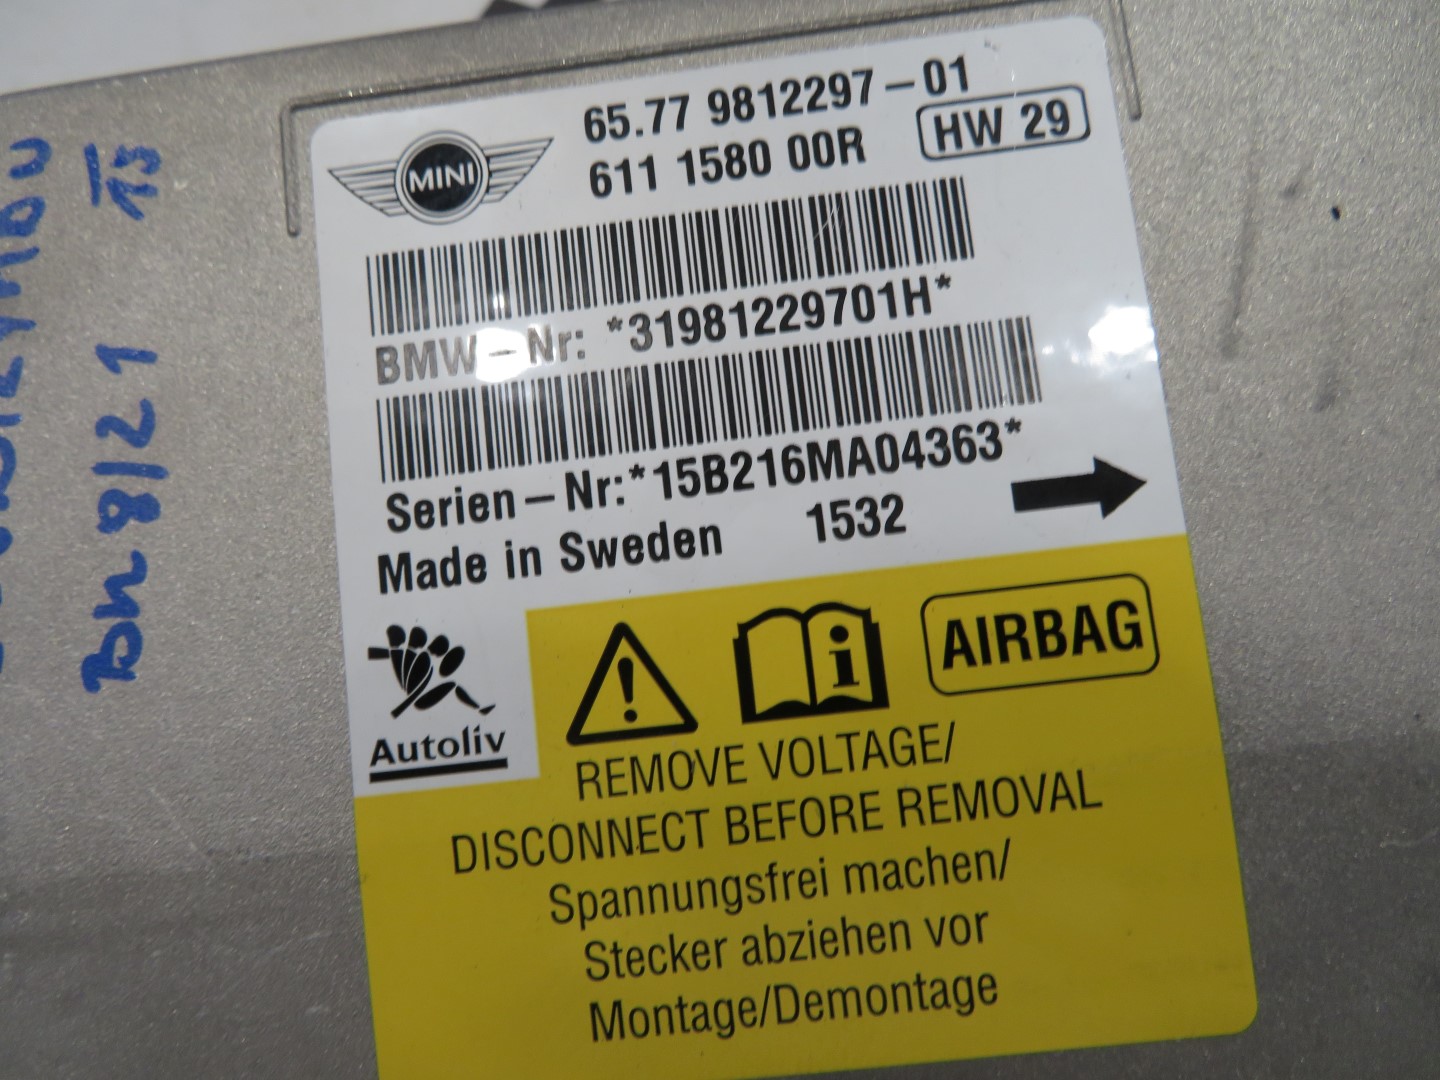 65.77 9812297-01
611 1580 00R
HW 29
MINI
BMW-Nr: *31981229701H*
Serien-Nr:*15B216MA04363*
Made in Sweden 1532
Autoliv
AIRBAG
REMOVE VOLTAGE/
DISCONNECT BEFORE REMOVAL
Spannungsfrei machen/
Stecker abziehen vor
Montage/Demontage